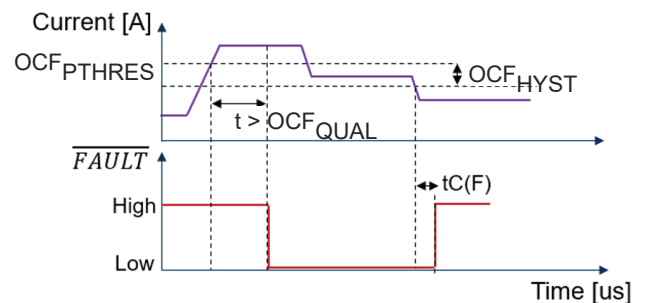 Current [A]
OCFPTHRES
OCFHYST
t > OCFQUAL
FAULT
tC(F)
High
Low
Time [us]